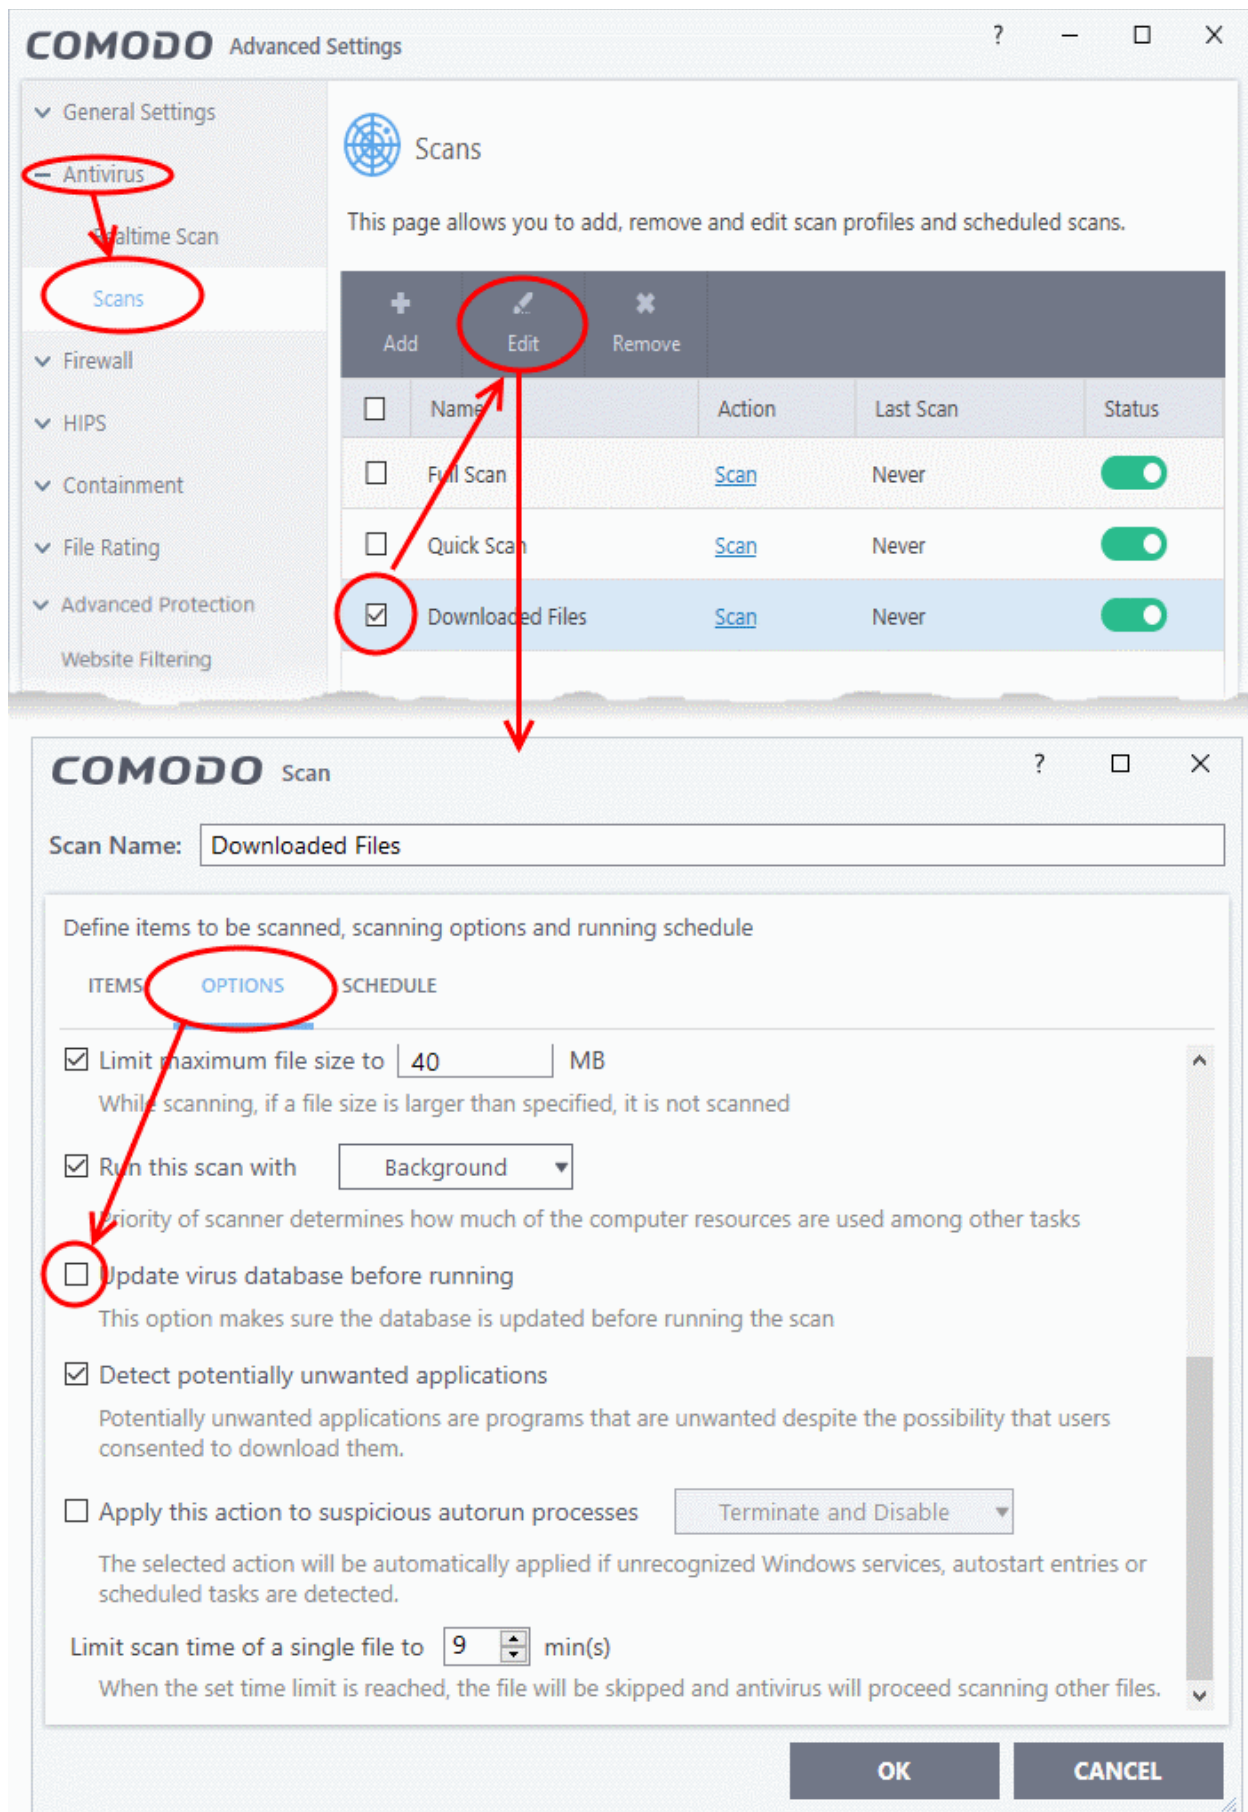 COMODO Advanced Settings
?
General Settings
Antivirus
Realtime Scan
Scans
Firewall
HIPS
Containment
File Rating
Advanced Protection
Website Filtering
Scans
This page allows you to add, remove and edit scan profiles and scheduled scans.
Add Edit Remove
Name Action Last Scan Status
Full Scan Scan Never
Quick Scan Scan Never
Downloaded Files Scan Never
COMODO Scan
?
Scan Name: Downloaded Files
Define items to be scanned, scanning options and running schedule
ITEMS OPTIONS SCHEDULE
Limit maximum file size to 40 MB
While scanning, if a file size is larger than specified, it is not scanned
Run this scan with Background
Priority of scanner determines how much of the computer resources are used among other tasks
Update virus database before running
This option makes sure the database is updated before running the scan
Detect potentially unwanted applications
Potentially unwanted applications are programs that are unwanted despite the possibility that users
consented to download them.
Apply this action to suspicious autorun processes Terminate and Disable
The selected action will be automatically applied if unrecognized Windows services, autostart entries or
scheduled tasks are detected.
Limit scan time of a single file to 9 min(s)
When the set time limit is reached, the file will be skipped and antivirus will proceed scanning other files.
OK CANCEL